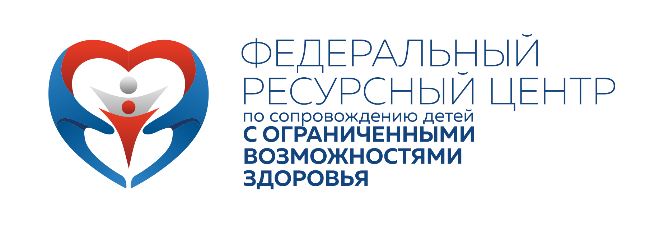 ФЕДЕРАЛЬНЫЙ
РЕСУРСНЫЙ ЦЕНТР
по сопровождению детей
С ОГРАНИЧЕННЫМИ
ВОЗМОЖНОСТЯМИ
ЗДОРОВЬЯ